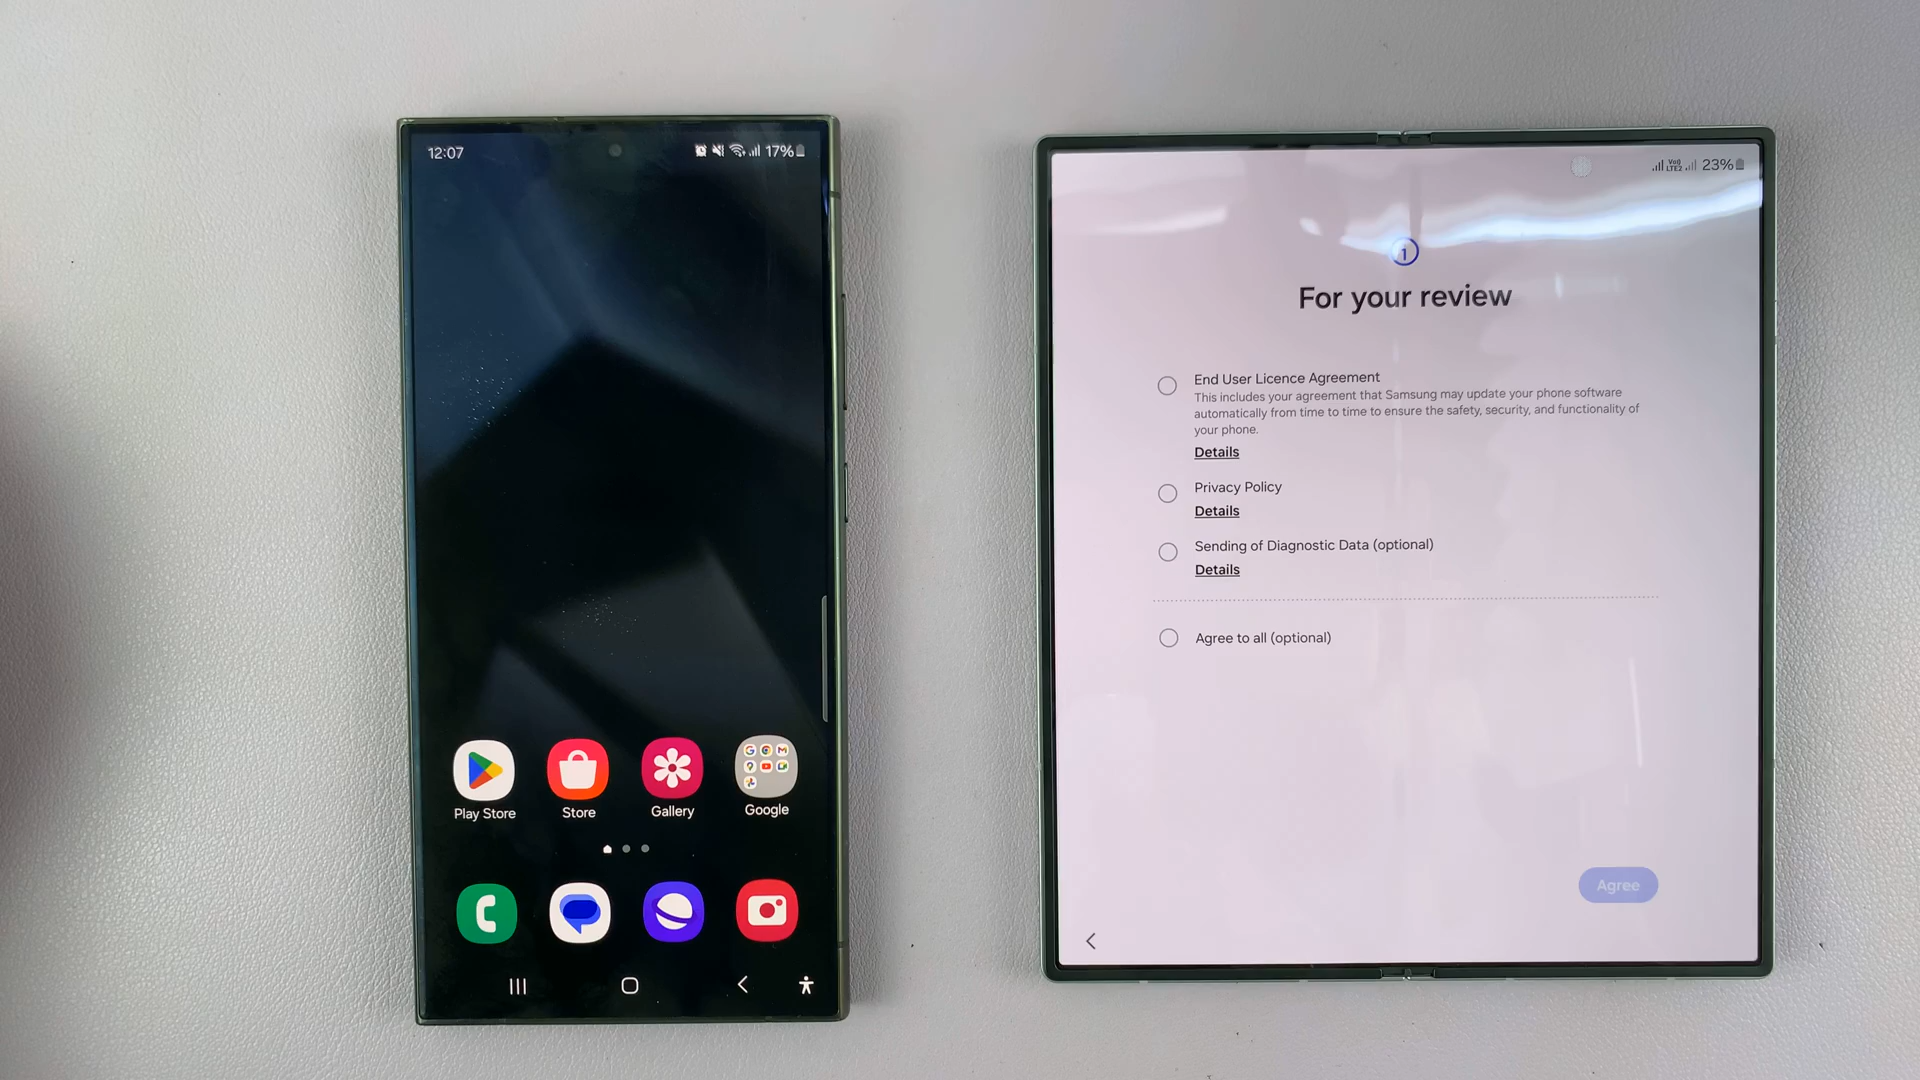 12:07
17%
Play Store
Store
Gallery
Google
23%
1
For your review
End User Licence Agreement
This includes your agreement that Samsung may update your phone software
automatically from time to time to ensure the safety, security, and functionality of
your phone.
Details
Privacy Policy
Details
Sending of Diagnostic Data (optional)
Details
Agree to all (optional)
Agree